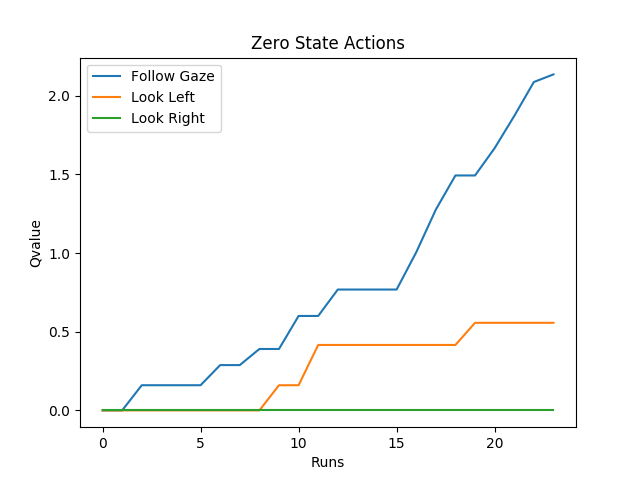 Zero State Actions
Follow Gaze
Look Left
Look Right
2.0
1.5
1.0
0.5
0.0
Qvalue
0 5 10 15 20
Runs